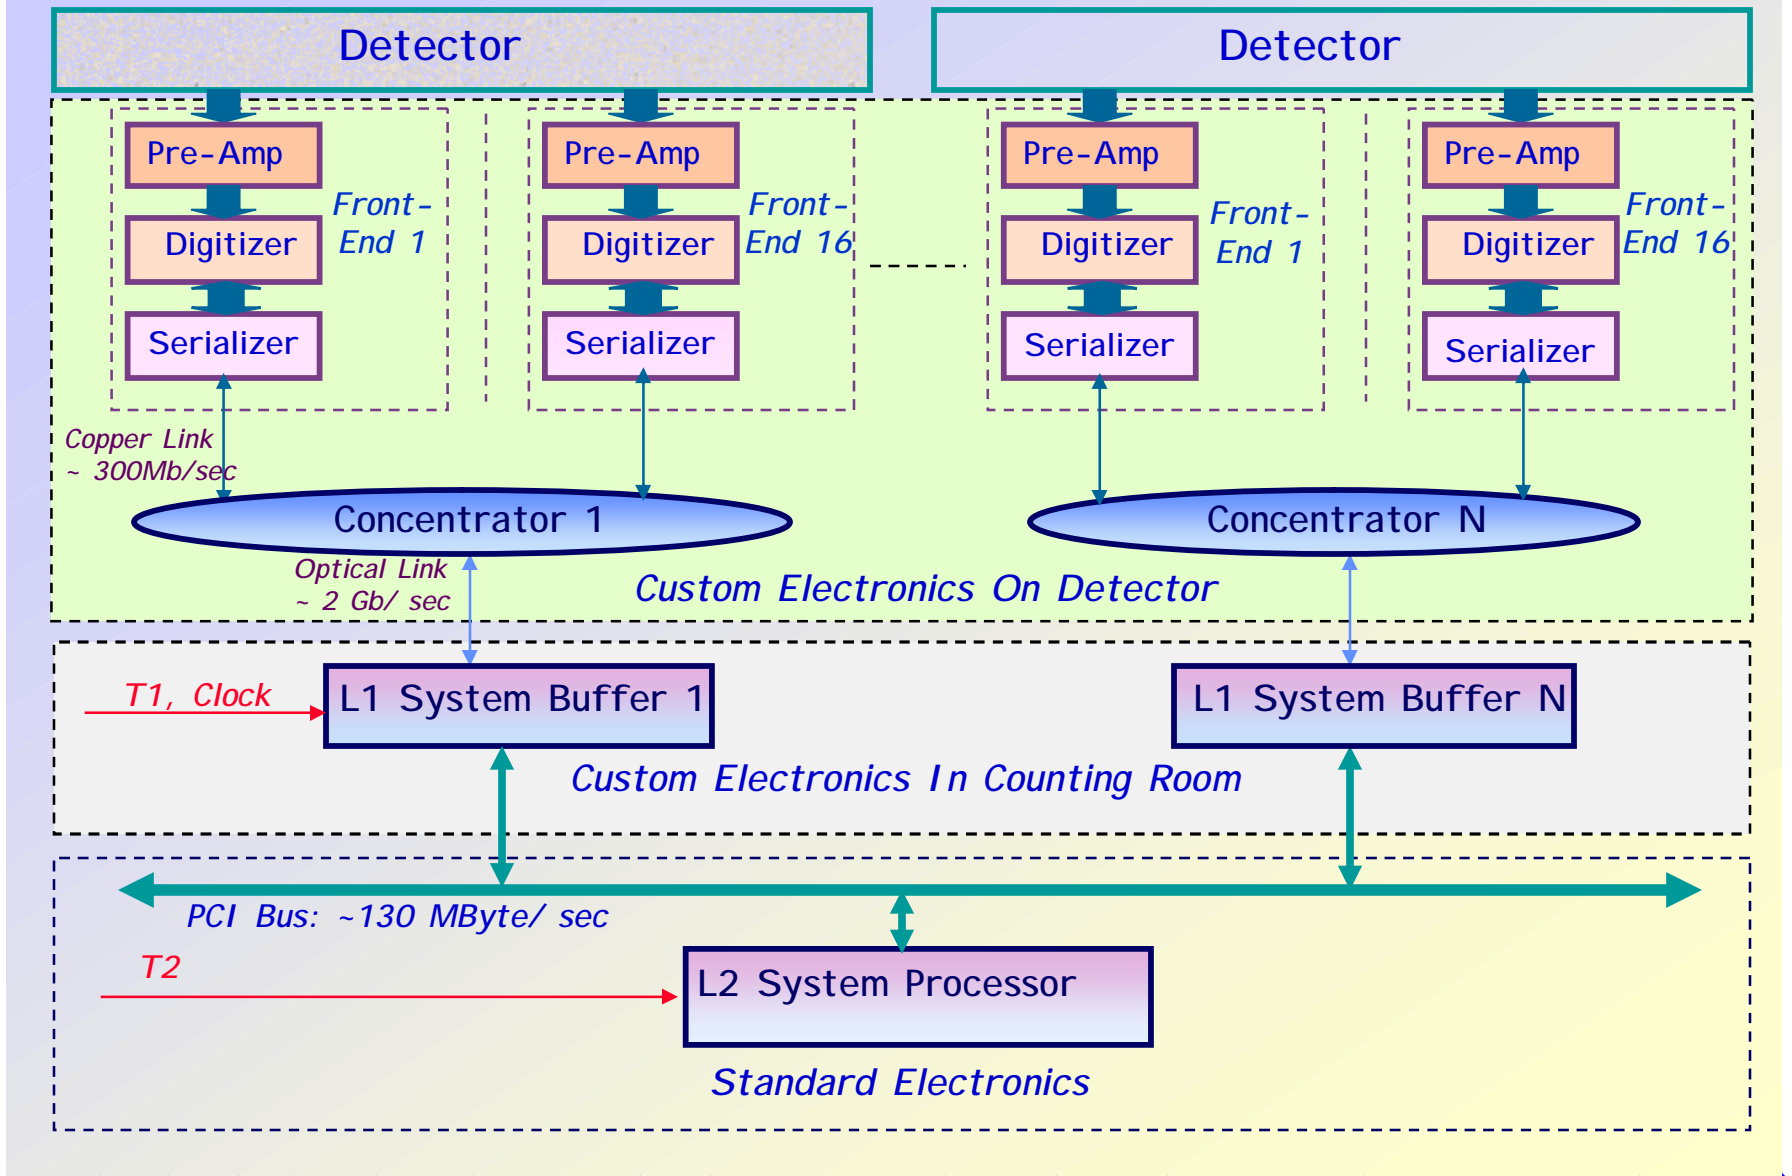 Detector
Detector
Pre-Amp
Pre-Amp
Pre-Amp
Pre-Amp
Front-
End 1
Front-
End 16
Front-
End 1
Front-
End 16
Digitizer
Digitizer
Digitizer
Digitizer
Serializer
Serializer
Serializer
Serializer
Copper Link
~ 300Mb/sec
Concentrator 1
Concentrator N
Optical Link
~ 2 Gb/ sec
Custom Electronics On Detector
T1, Clock
L1 System Buffer 1
L1 System Buffer N
Custom Electronics In Counting Room
PCI Bus: ~130 MByte/ sec
T2
L2 System Processor
Standard Electronics